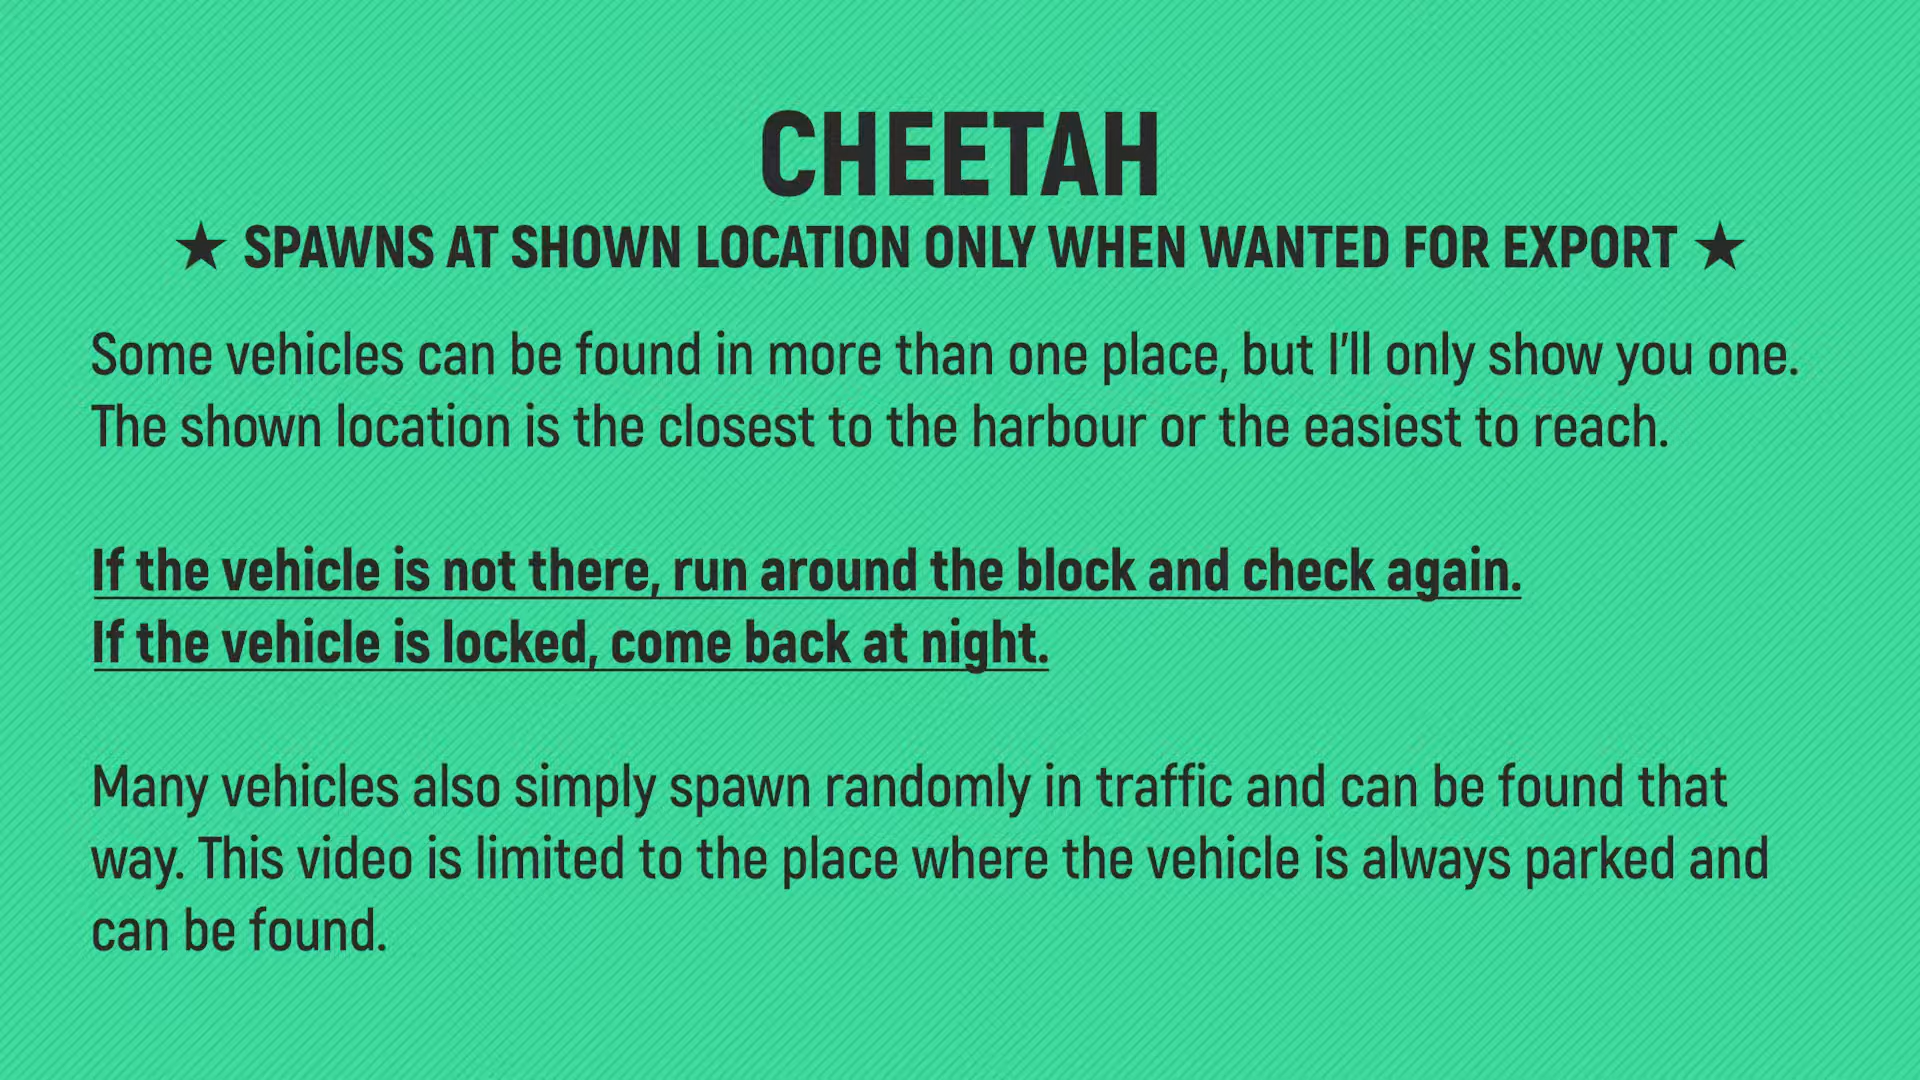 CHEETAH
★ SPAWNS AT SHOWN LOCATION ONLY WHEN WANTED FOR EXPORT ★
Some vehicles can be found in more than one place, but I'll only show you one.
The shown location is the closest to the harbour or the easiest to reach.
If the vehicle is not there, run around the block and check again.
If the vehicle is locked, come back at night.
Many vehicles also simply spawn randomly in traffic and can be found that
way. This video is limited to the place where the vehicle is always parked and
can be found.